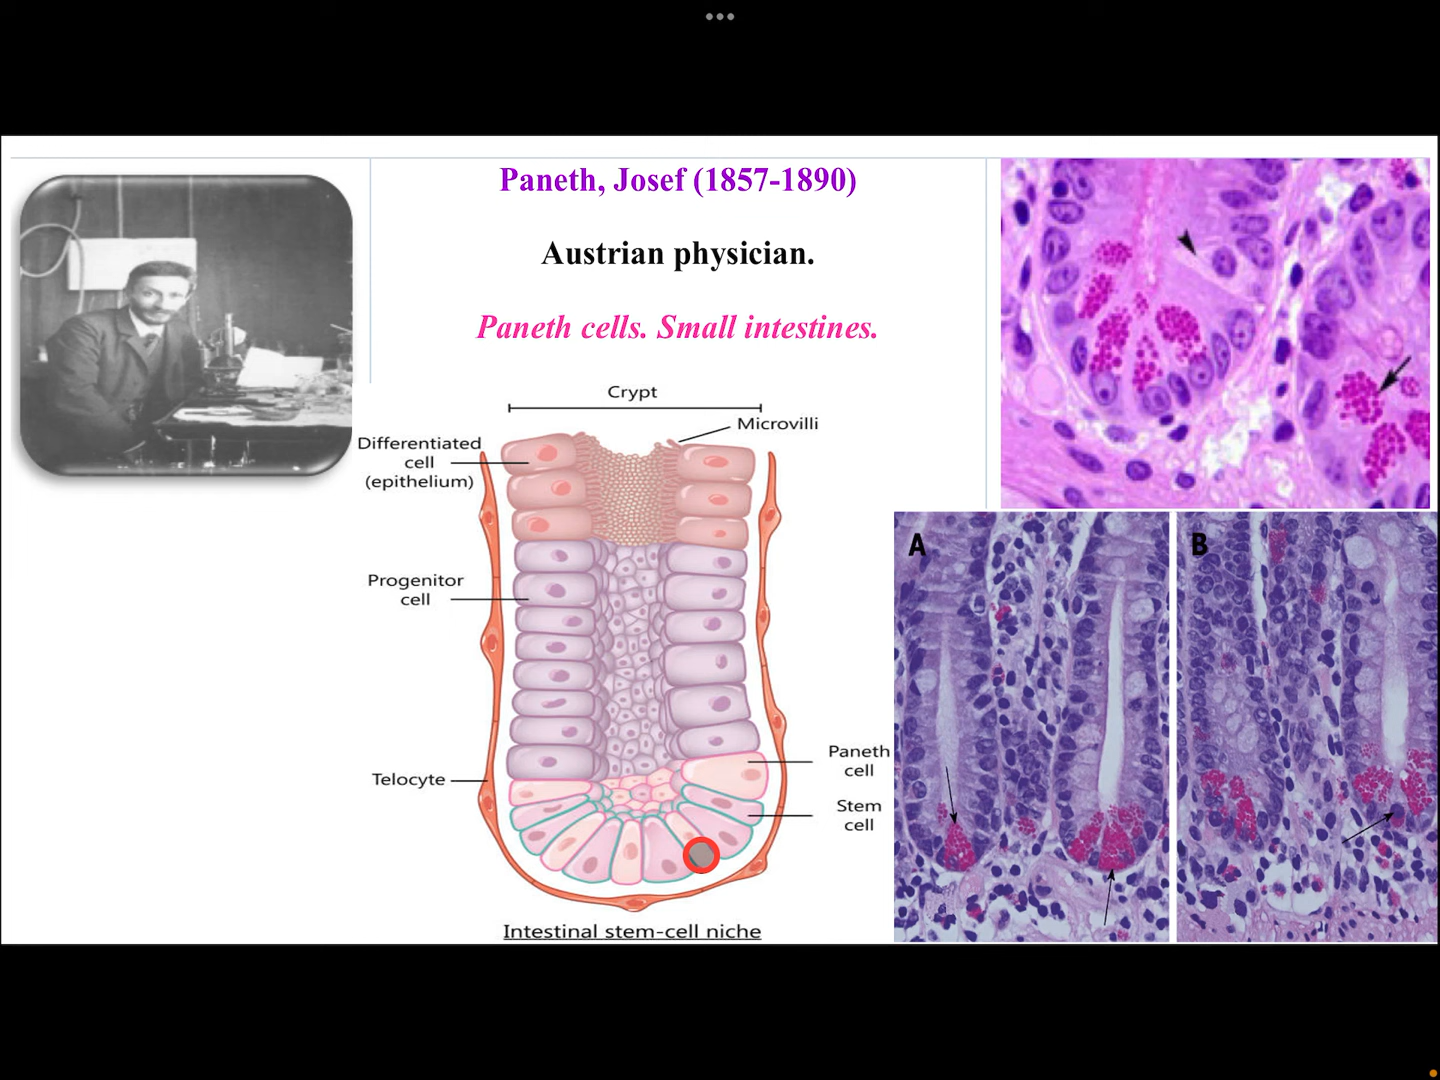 Paneth, Josef (1857-1890)
Austrian physician.
Paneth cells. Small intestines.
Crypt
Microvilli
Differentiated
cell
(epithelium)
Progenitor
cell
Telocyte
Paneth
cell
Stem
cell
Intestinal stem-cell niche
A
B